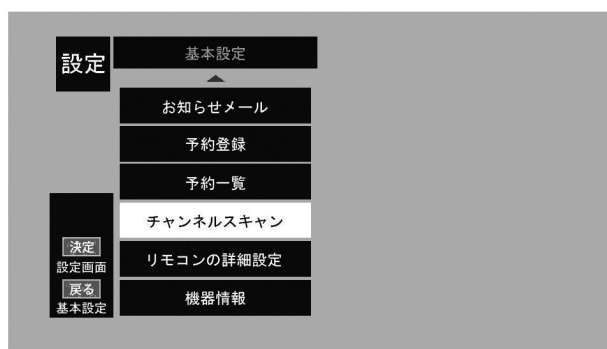 設定
基本設定
お知らせメール
予約登録
予約一覧
チャンネルスキャン
リモコンの詳細設定
機器情報
決定
設定画面
戻る
基本設定